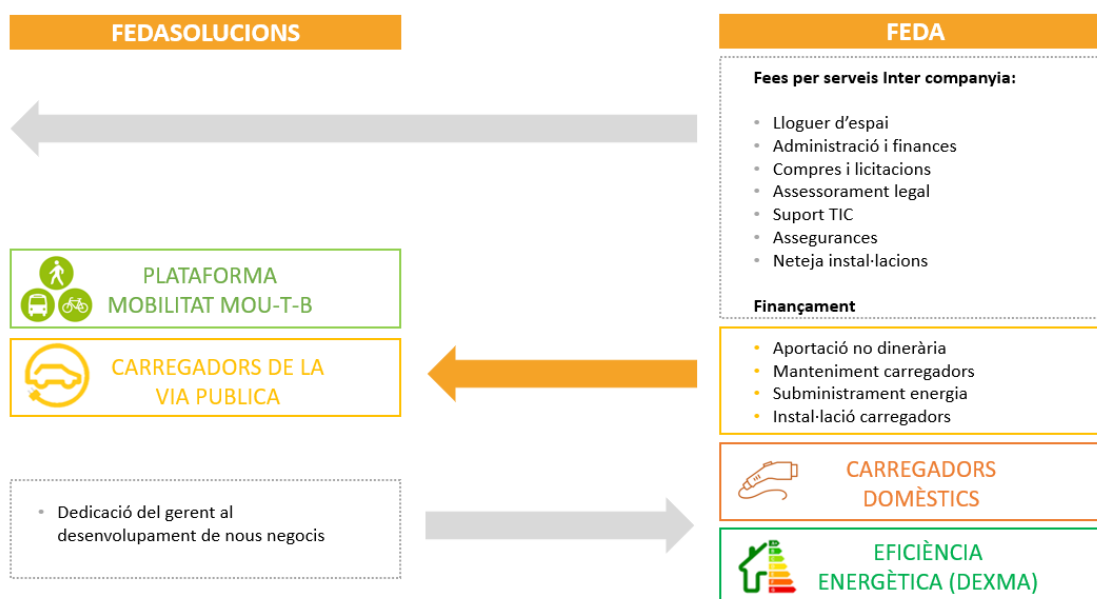 FEDASOLUCIONS
FEDA
Fees per serveis Inter companyia:
• Lloguer d'espai
• Administració i finances
• Compres i licitacions
• Assessorament legal
• Suport TIC
• Assegurances
• Neteja instal·lacions
Finançament
PLATAFORMA
MOBILITAT MOU-T-B
CARREGADORS DE LA
VIA PUBLICA
• Aportació no dinerària
• Manteniment carregadors
• Subministrament energia
• Instal·lació carregadors
CARREGADORS
DOMÈSTICS
• Dedicació del gerent al
desenvolupament de nous negocis
EFICIÈNCIA
ENERGÈTICA (DEXMA)